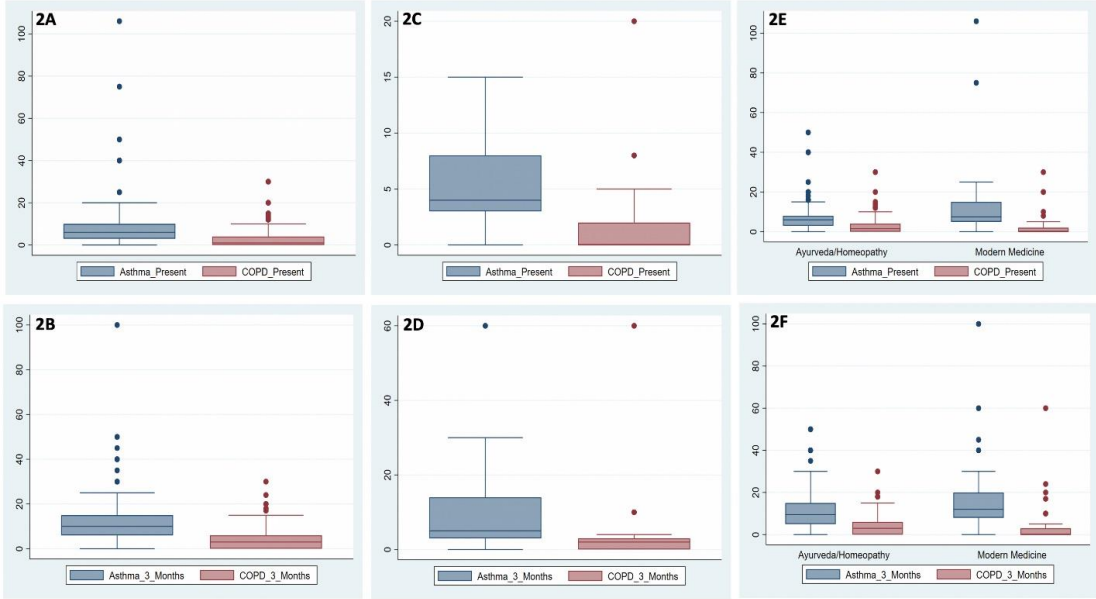 2A
100
80
60
40
20
0
Asthma_Present COPD_Present
2C
20
15
10
5
0
Asthma_Present COPD_Present
2E
100
80
60
40
20
0
Ayurveda/Homeopathy Modern Medicine
Asthma_Present COPD_Present
2B
100
80
60
40
20
0
Asthma_3_Months COPD_3_Months
2D
60
40
20
0
Asthma_3_Months COPD_3_Months
2F
100
80
60
40
20
0
Ayurveda/Homeopathy Modern Medicine
Asthma_3_Months COPD_3_Months